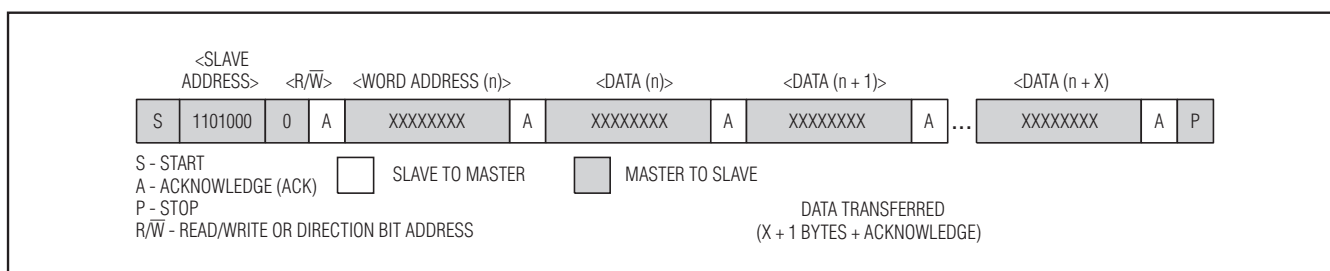 <SLAVE
ADDRESS> <R/W̅> <WORD ADDRESS (n)> <DATA (n)> <DATA (n + 1)> <DATA (n + X)
S 1101000 0 A XXXXXXXX A XXXXXXXX A XXXXXXXX A ... XXXXXXXX A P
S - START
A - ACKNOWLEDGE (ACK) SLAVE TO MASTER MASTER TO SLAVE
P - STOP
R/W̅ - READ/WRITE OR DIRECTION BIT ADDRESS
DATA TRANSFERRED
(X + 1 BYTES + ACKNOWLEDGE)